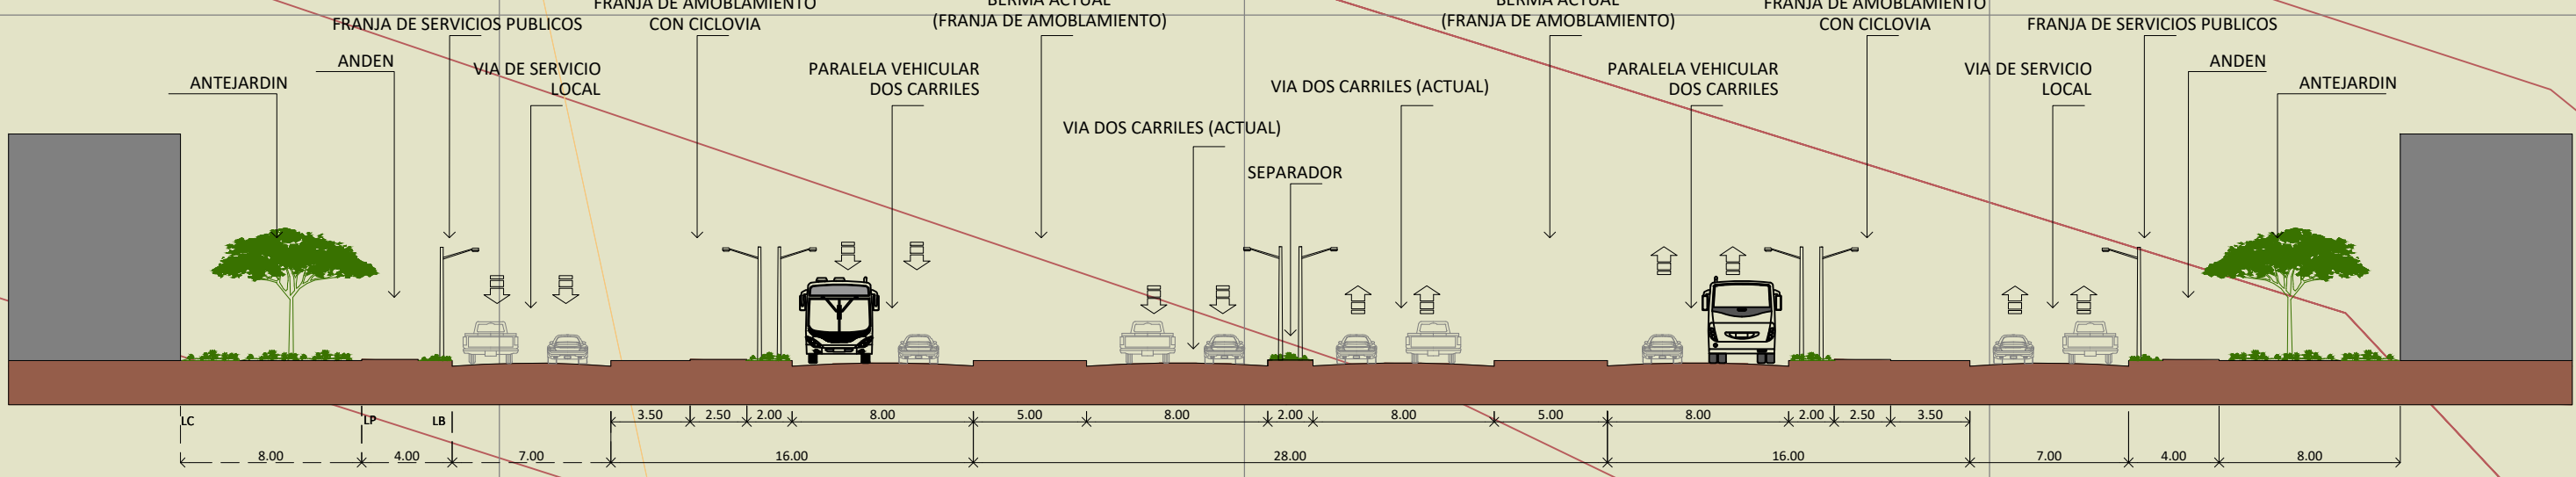 FRANJA DE AMOBLAMIENTO
CON CICLOVIA
BERMA ACTUAL
(FRANJA DE AMOBLAMIENTO)
BERMA ACTUAL
(FRANJA DE AMOBLAMIENTO)
FRANJA DE AMOBLAMIENTO
CON CICLOVIA
FRANJA DE SERVICIOS PUBLICOS
FRANJA DE SERVICIOS PUBLICOS
ANDEN
VIA DE SERVICIO
LOCAL
PARALELA VEHICULAR
DOS CARRILES
VIA DOS CARRILES (ACTUAL)
PARALELA VEHICULAR
DOS CARRILES
VIA DE SERVICIO
LOCAL
ANDEN
ANTEJARDIN
ANTEJARDIN
VIA DOS CARRILES (ACTUAL)
SEPARADOR
LC
LP
LB
3.50 2.50 2.00 8.00 5.00 8.00 2.00 8.00 5.00 8.00 2.00 2.50 3.50
8.00 4.00 7.00 16.00 28.00 16.00 7.00 4.00 8.00